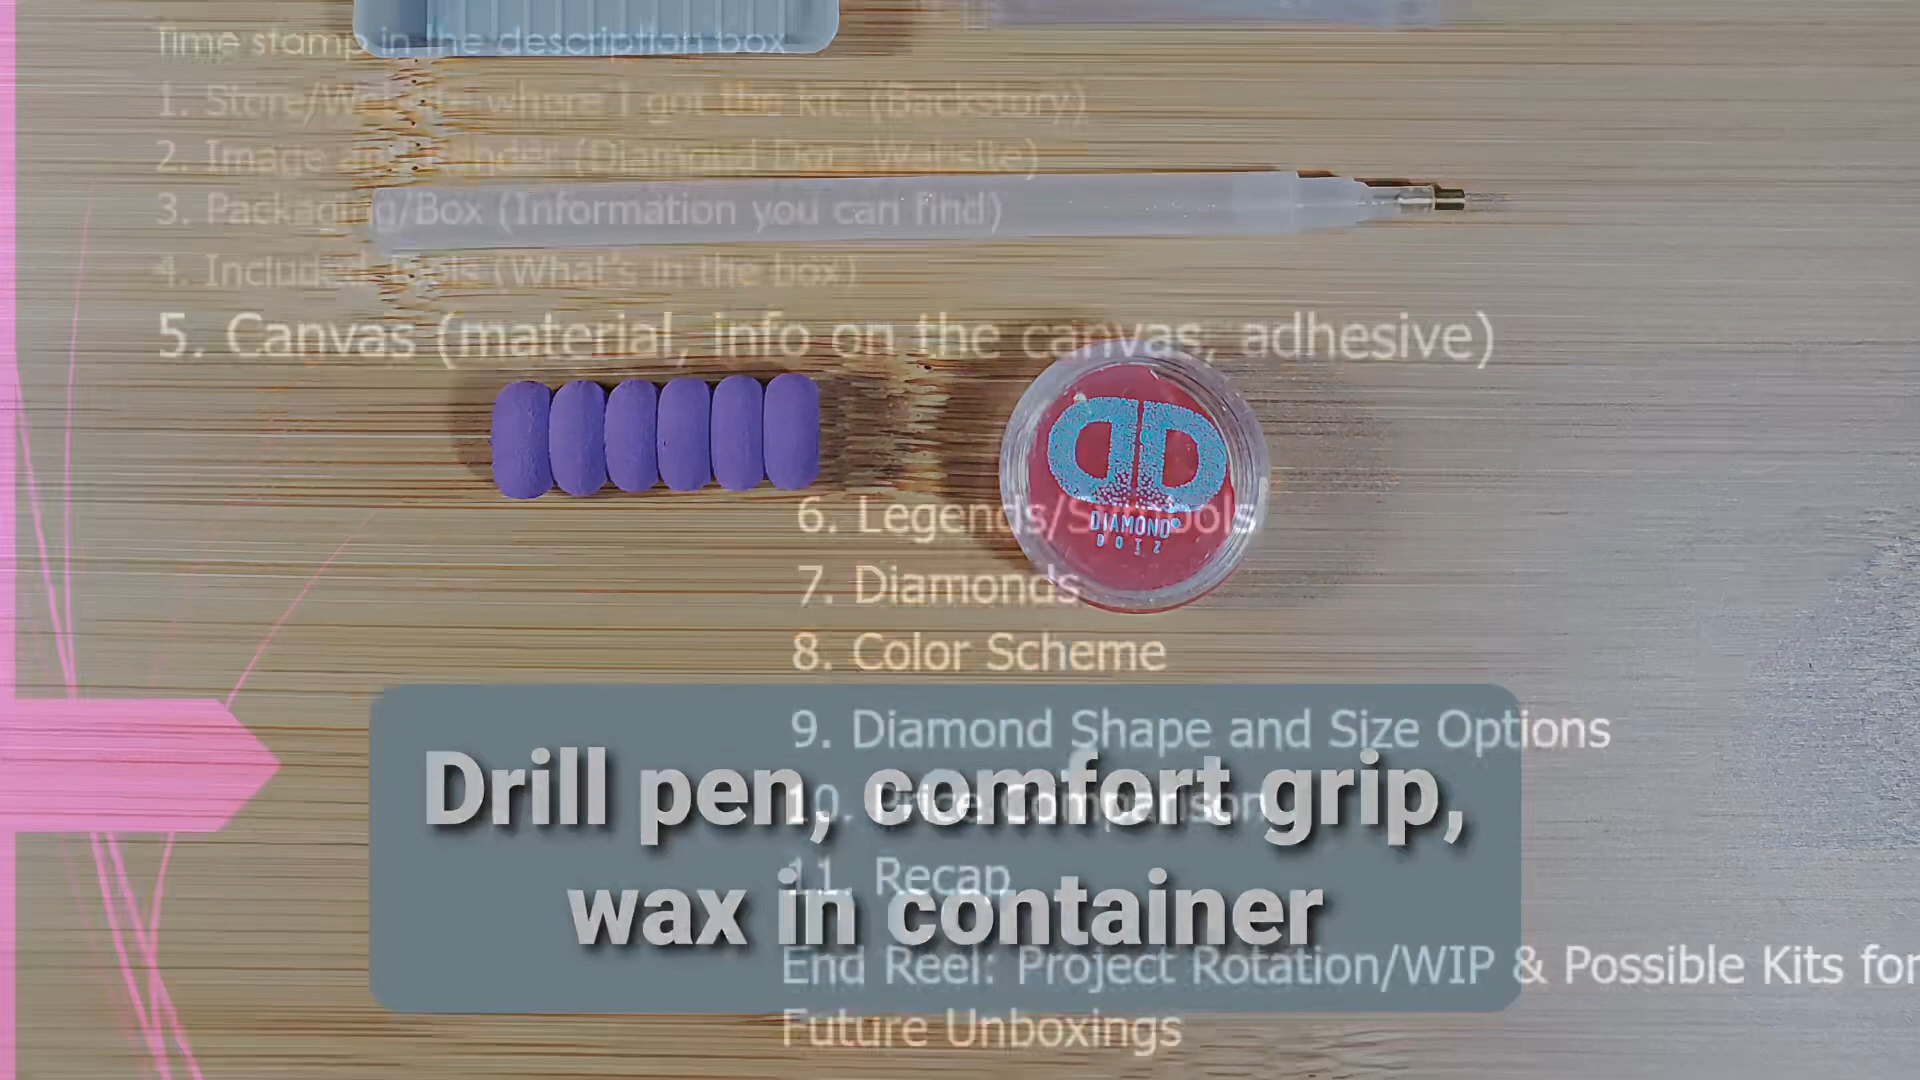 Time stamp in the description box
1. Store/Website where I got the kit. (Backstory)
2. Image and (Diamond Dotz Website)
3. Packaging/Box (Information you can find)
4. Included Tools (What's in the box)
5. Canvas (material, info on the canvas, adhesive)
DIAMOND®
DOTZ
6. Legends/Symbols
7. Diamonds
8. Color Scheme
9. Diamond Shape and Size Options
10. Price Comparison
11. Recap
End Reel: Project Rotation/WIP & Possible Kits for
Future Unboxings
Drill pen, comfort grip,
wax in container